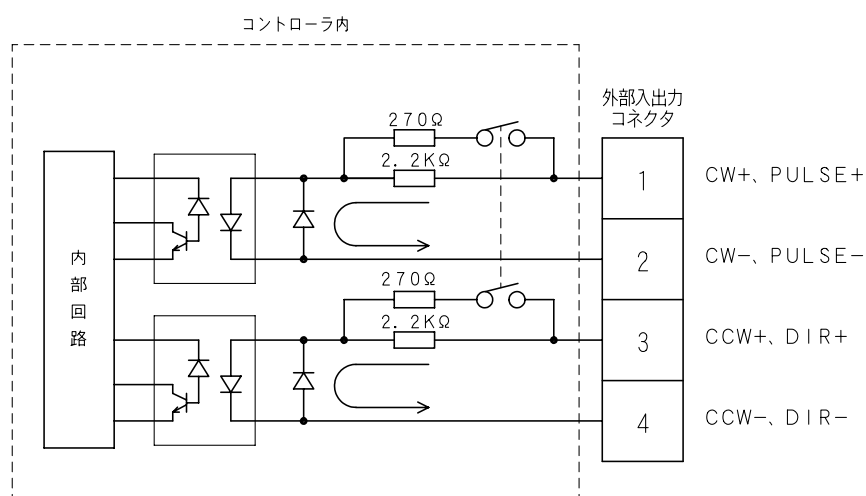 コントローラ内
外部入出力
コネクタ
270Ω
2.2KΩ
1
CW+、PULSE+
2
CW−、PULSE−
内部回路
270Ω
2.2KΩ
3
CCW+、DIR+
4
CCW−、DIR−